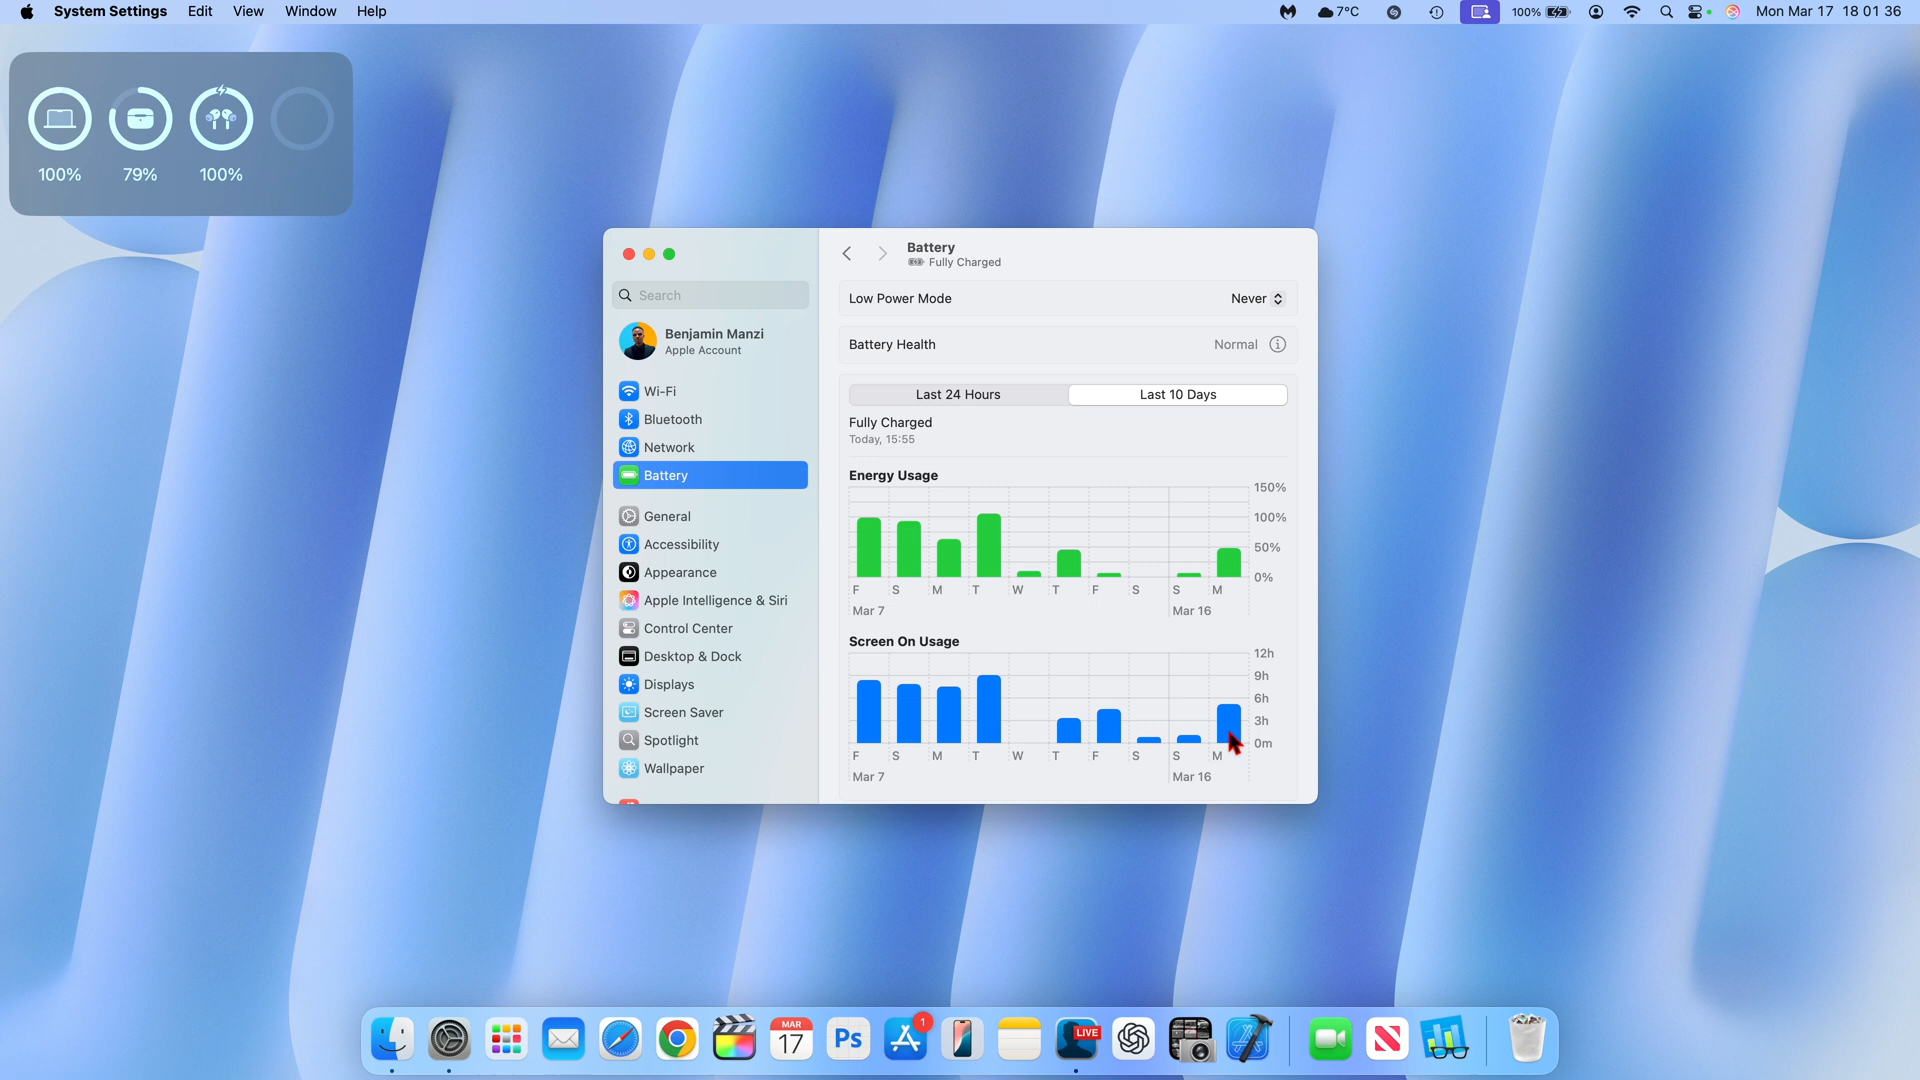 System Settings Edit View Window Help
7°C 100% Mon Mar 17 18 01 36
100% 79% 100%
Search
Benjamin Manzi
Apple Account
Wi-Fi
Bluetooth
Network
Battery
General
Accessibility
Appearance
Apple Intelligence & Siri
Control Center
Desktop & Dock
Displays
Screen Saver
Spotlight
Wallpaper
Battery
Fully Charged
Low Power Mode Never
Battery Health Normal
Last 24 Hours Last 10 Days
Fully Charged
Today, 15:55
Energy Usage
150%
100%
50%
0%
F S M T W T F S S M
Mar 7 Mar 16
Screen On Usage
12h
9h
6h
3h
0m
F S M T W T F S S M
Mar 7 Mar 16
MAR
17
Ps
1
LIVE